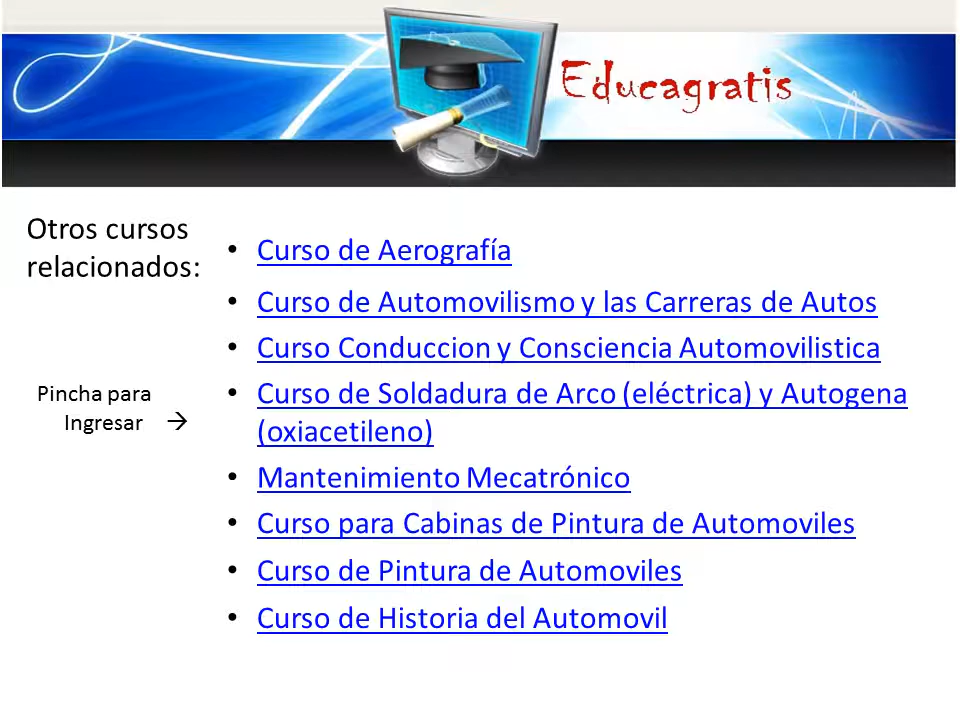 Educagratis
Otros cursos
relacionados:
• Curso de Aerografía
• Curso de Automovilismo y las Carreras de Autos
• Curso Conduccion y Consciencia Automovilistica
Pincha para
Ingresar →
• Curso de Soldadura de Arco (eléctrica) y Autogena
(oxiacetileno)
• Mantenimiento Mecatrónico
• Curso para Cabinas de Pintura de Automoviles
• Curso de Pintura de Automoviles
• Curso de Historia del Automovil